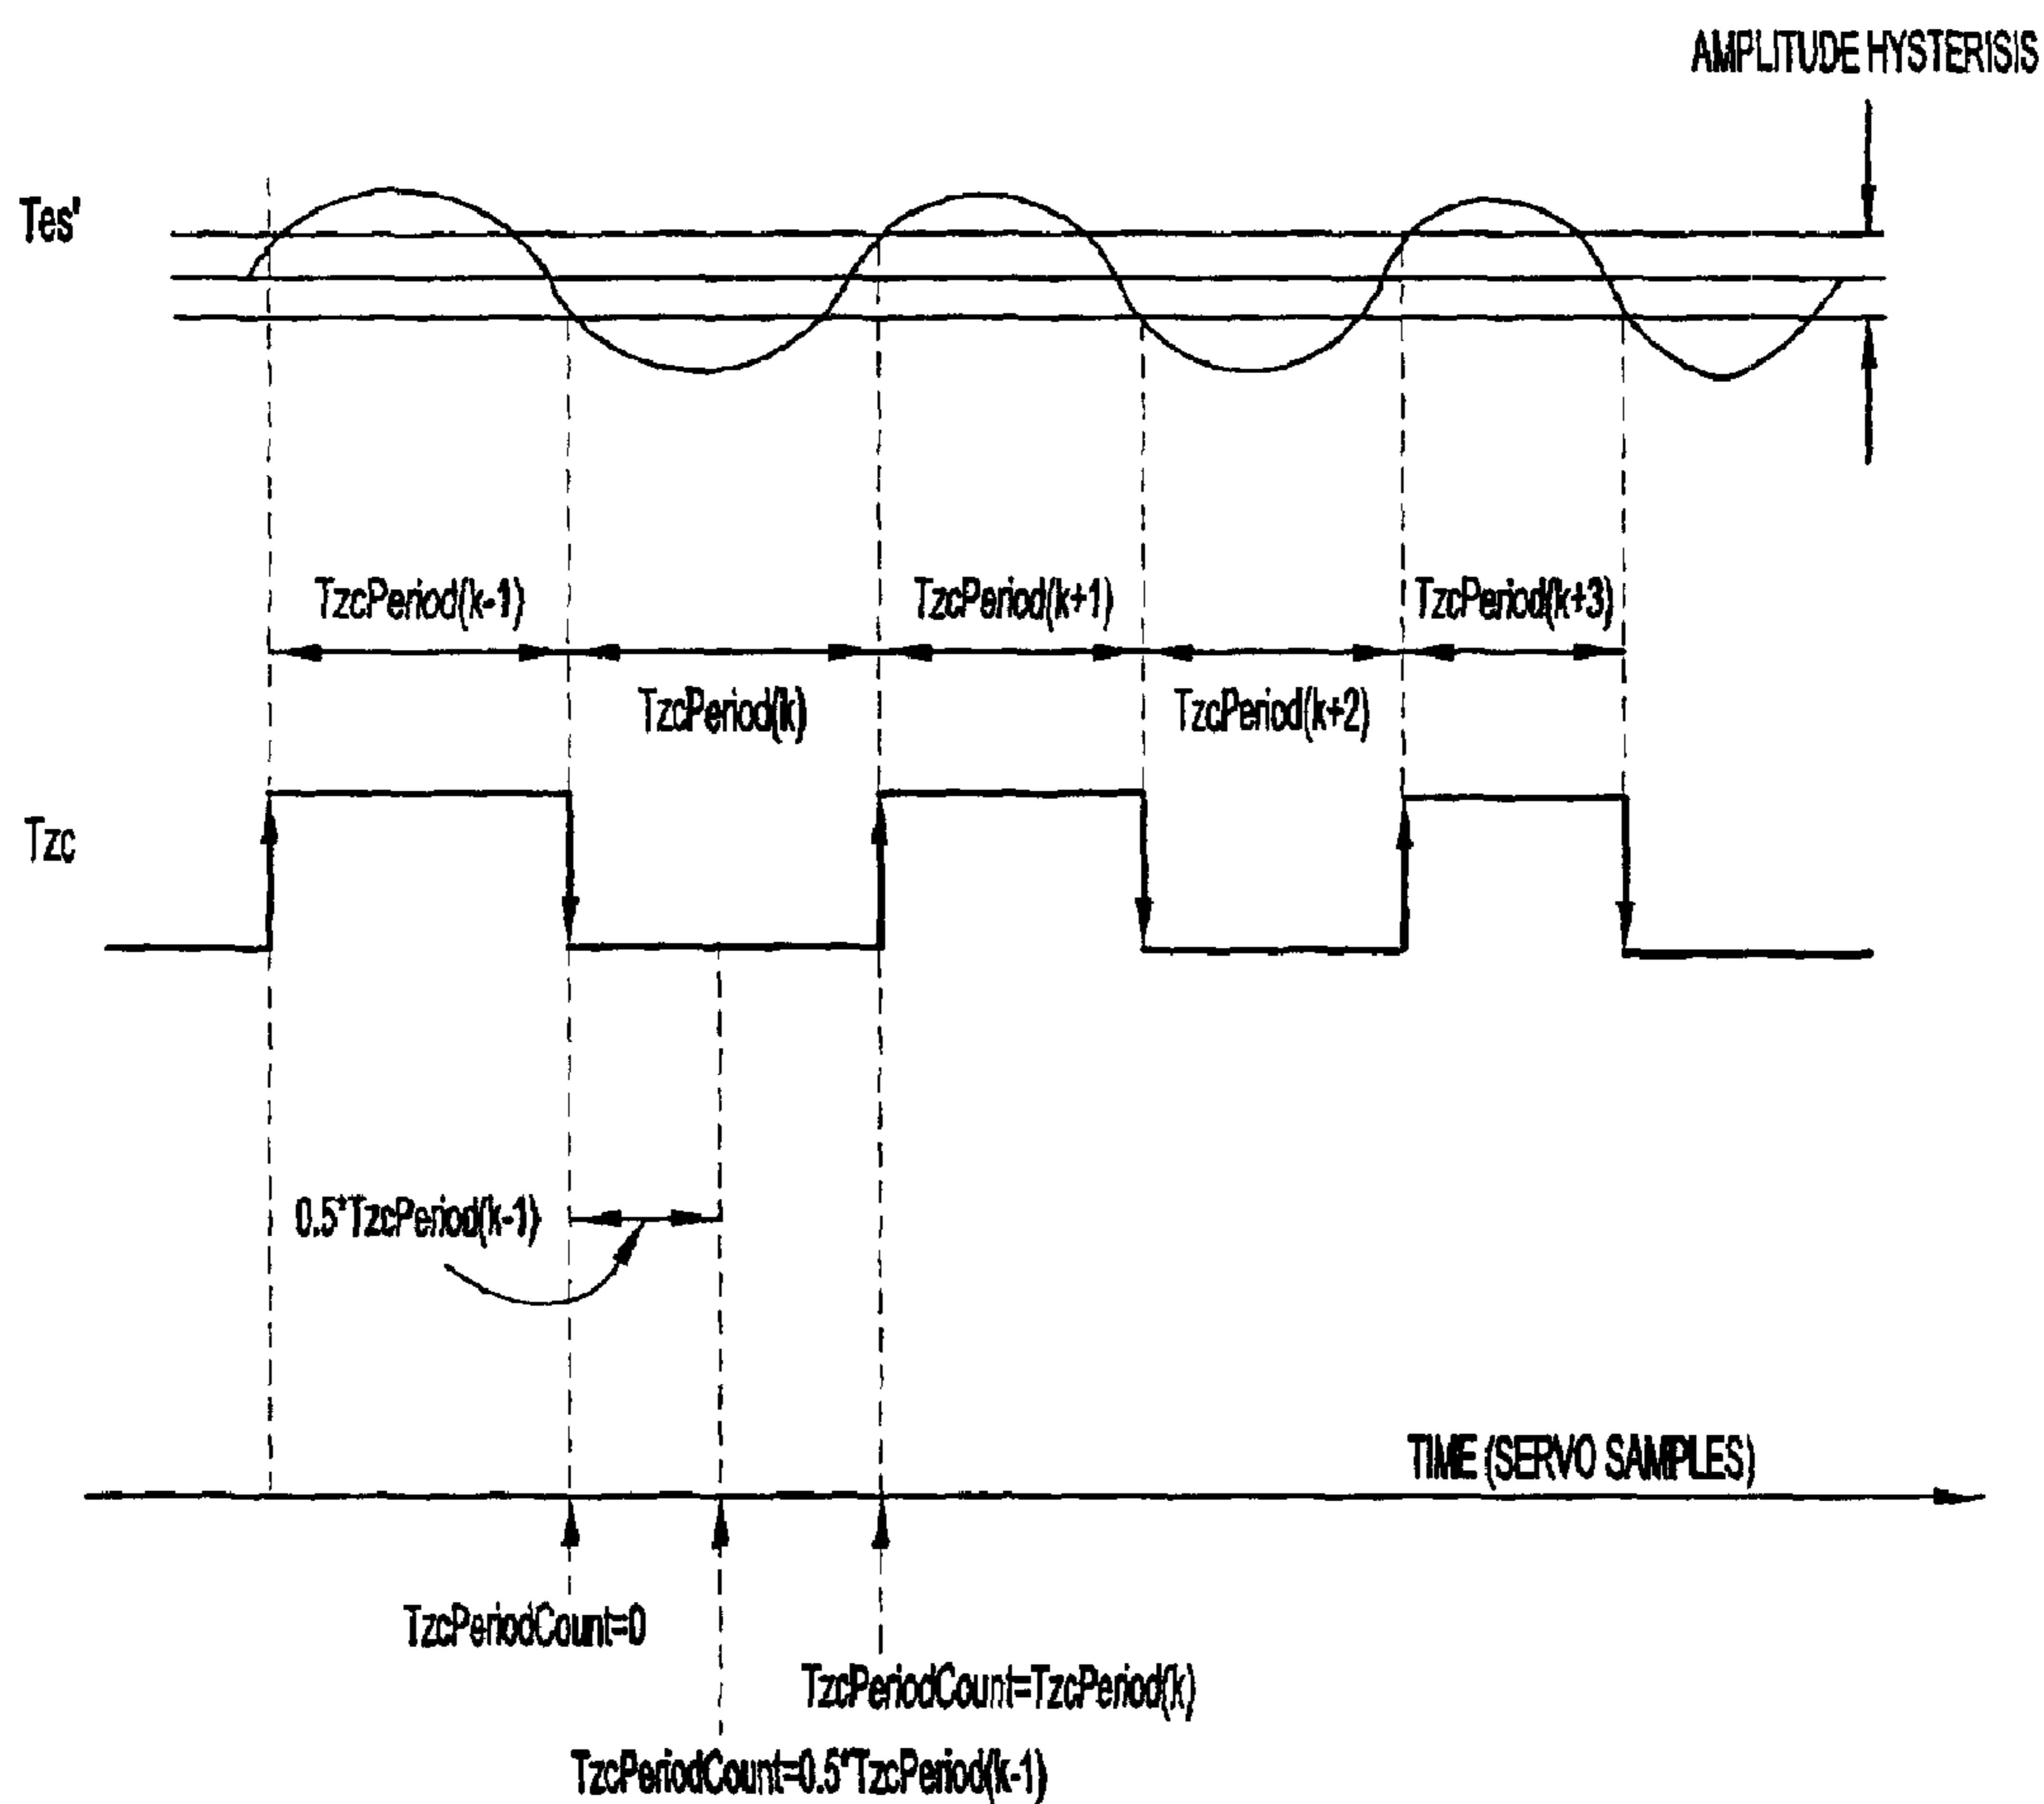 AMPLITUDE HYSTERISIS
Tes'
TzcPeriod(k-1)
TzcPeriod(k+1)
TzcPeriod(k+3)
TzcPeriod(k)
TzcPeriod(k+2)
Tzc
0.5*TzcPeriod(k-1)
TIME (SERVO SAMPLES)
TzcPeriodCount=0
TzcPeriodCount=TzcPeriod(k)
TzcPeriodCount=0.5*TzcPeriod(k-1)